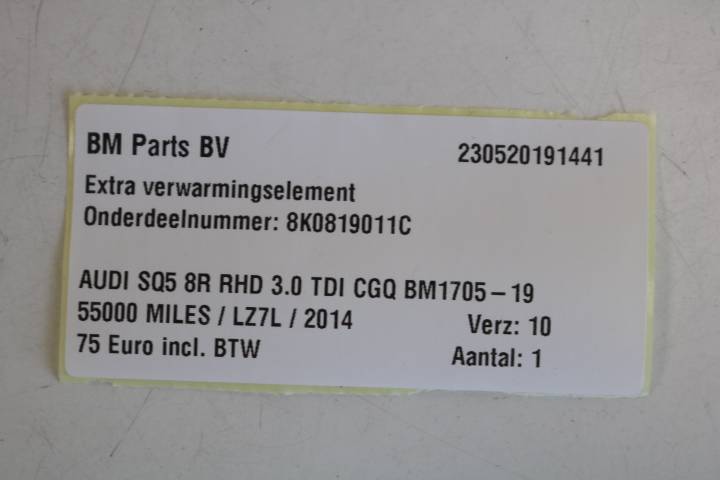 BM Parts BV 230520191441
Extra verwarmingselement
Onderdeelnummer: 8K0819011C
AUDI SQ5 8R RHD 3.0 TDI CGQ BM1705-19
55000 MILES / LZ7L / 2014 Verz: 10
75 Euro incl. BTW Aantal: 1